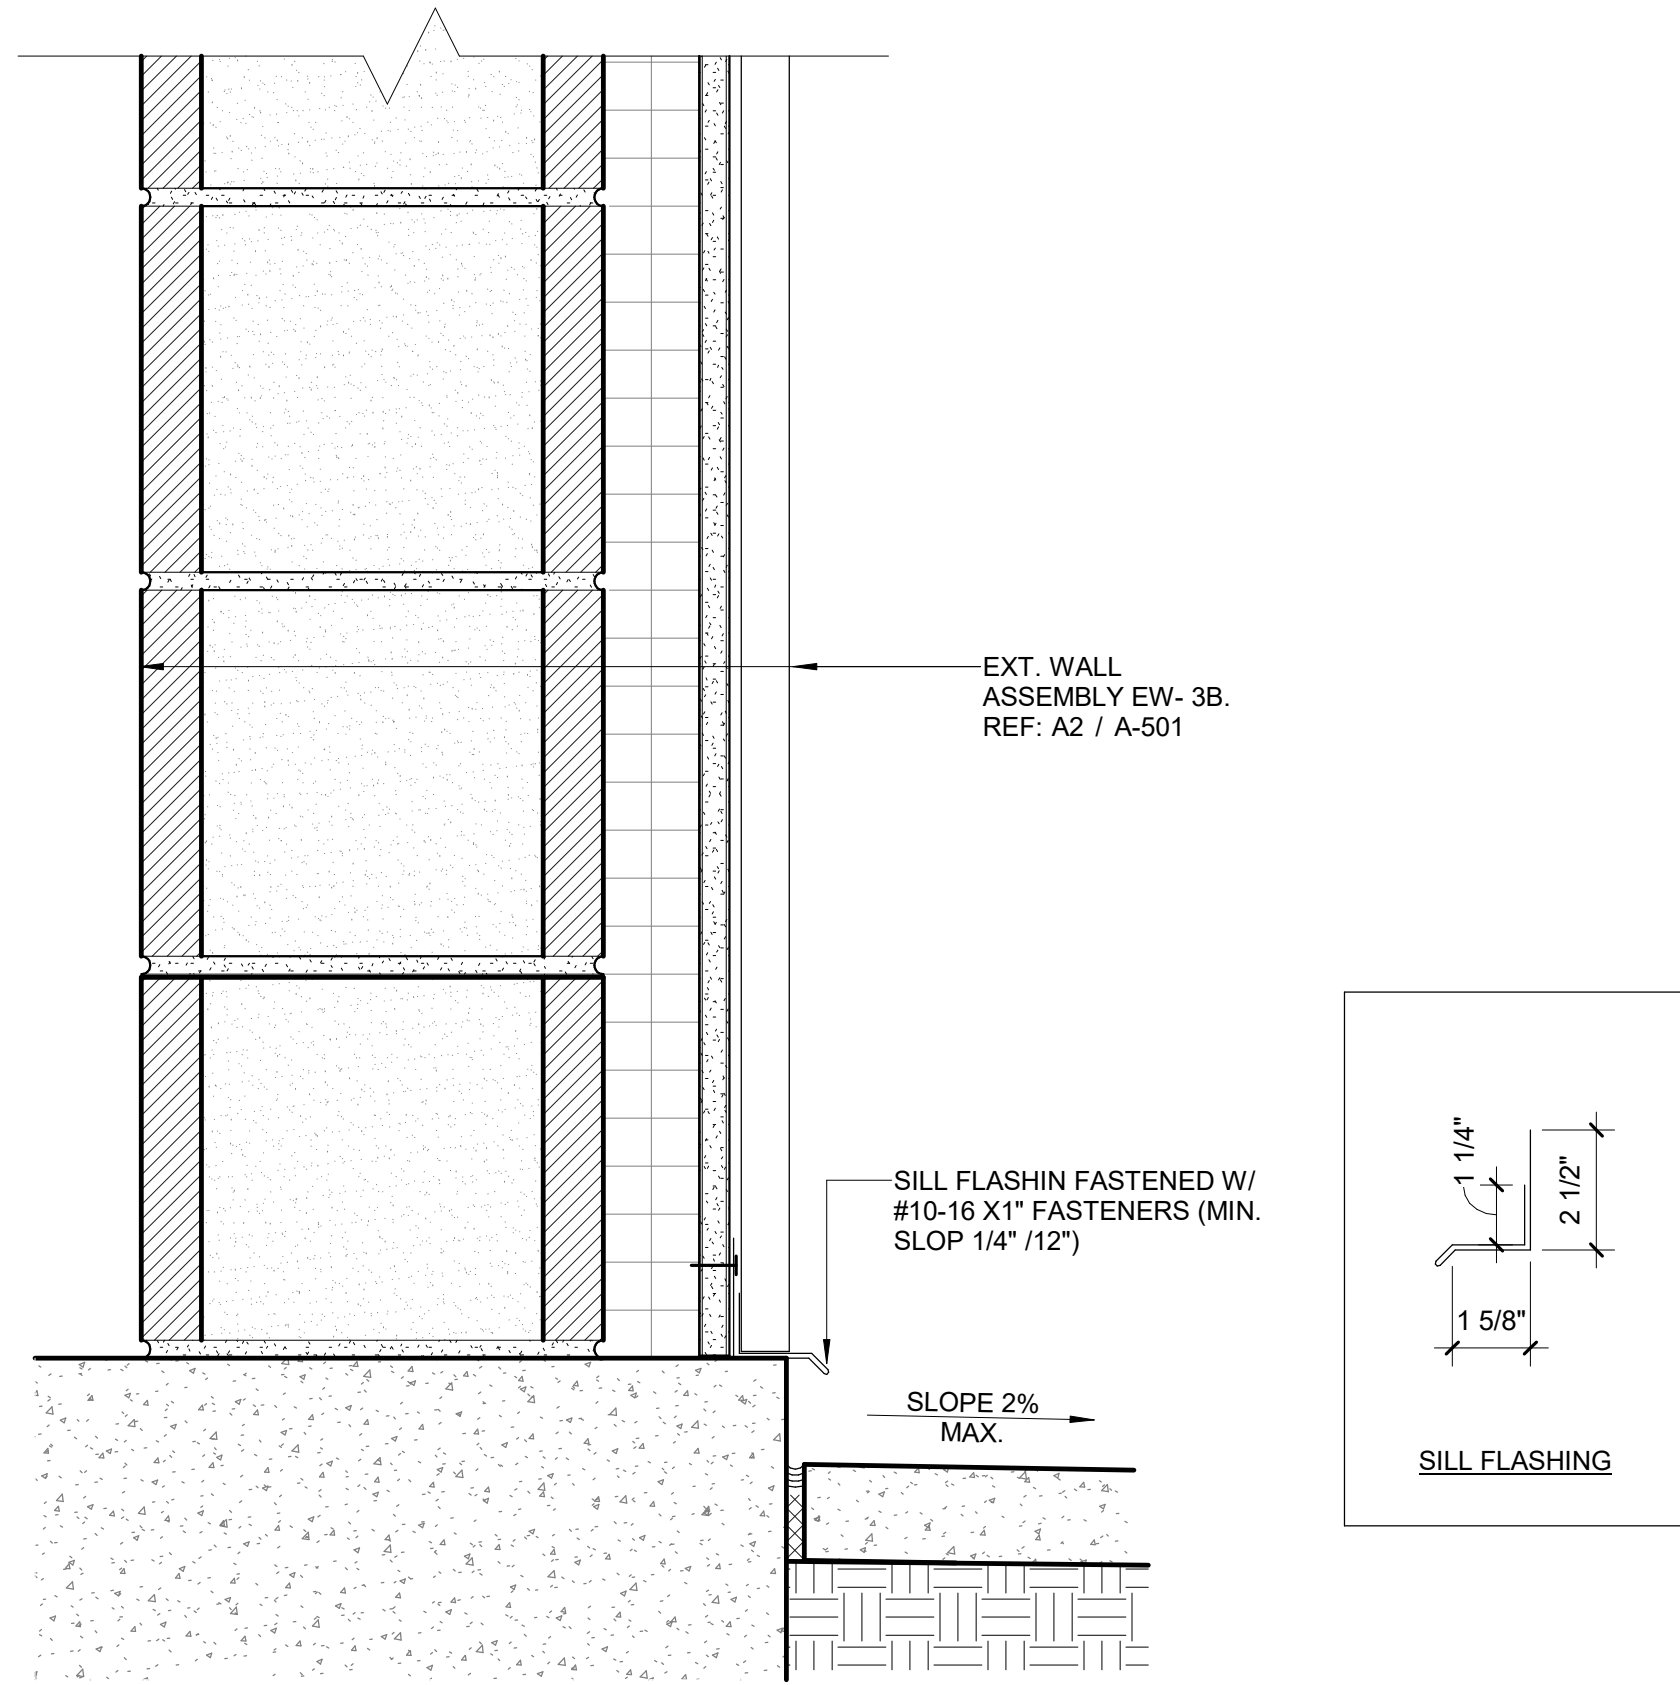 EXT. WALL
ASSEMBLY EW- 3B.
REF: A2 / A-501
SILL FLASHIN FASTENED W/
#10-16 X1" FASTENERS (MIN.
SLOP 1/4" /12")
SLOPE 2%
MAX.
1 1/4"
2 1/2"
1 5/8"
SILL FLASHING